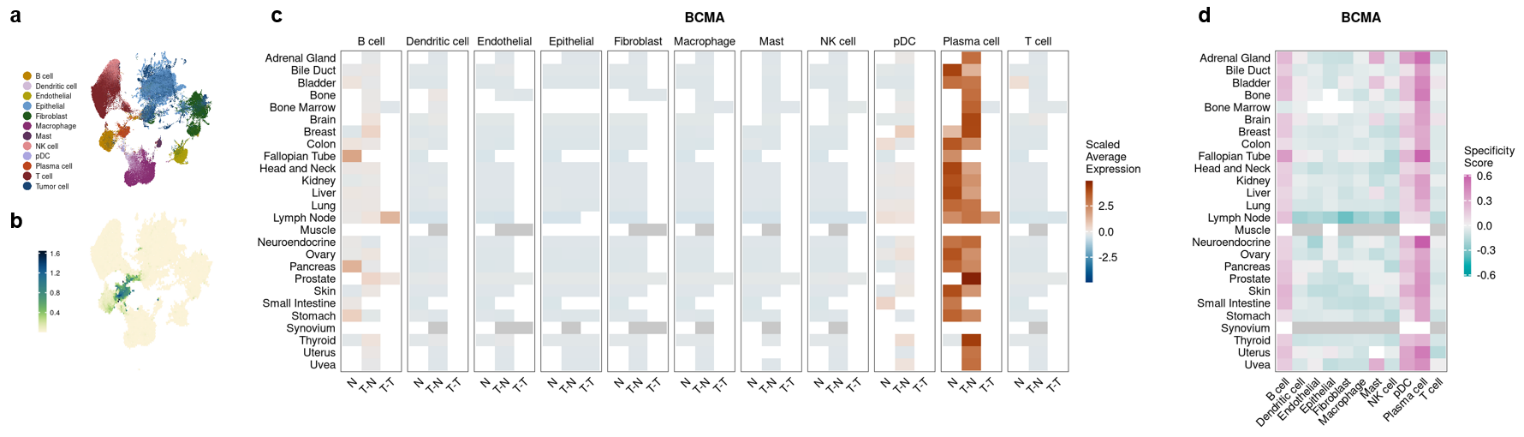 a
B cell
Dendritic cell
Endothelial
Epithelial
Fibroblast
Macrophage
Mast
NK cell
pDC
Plasma cell
T cell
Tumor cell
b
1.6
1.2
0.8
0.4
c
BCMA
B cell Dendritic cell Endothelial Epithelial Fibroblast Macrophage Mast NK cell pDC Plasma cell T cell
Adrenal Gland
Bile Duct
Bladder
Bone
Bone Marrow
Brain
Breast
Colon
Fallopian Tube
Head and Neck
Kidney
Liver
Lung
Lymph Node
Muscle
Neuroendocrine
Ovary
Pancreas
Prostate
Skin
Small Intestine
Stomach
Synovium
Thyroid
Uterus
Uvea
N T-N T-T N T-N T-T N T-N T-T N T-N T-T N T-N T-T N T-N T-T N T-N T-T N T-N T-T N T-N T-T N T-N T-T N T-N T-T
Scaled
Average
Expression
2.5
0.0
-2.5
d
BCMA
Adrenal Gland
Bile Duct
Bladder
Bone
Bone Marrow
Brain
Breast
Colon
Fallopian Tube
Head and Neck
Kidney
Liver
Lung
Lymph Node
Muscle
Neuroendocrine
Ovary
Pancreas
Prostate
Skin
Small Intestine
Stomach
Synovium
Thyroid
Uterus
Uvea
B cell Dendritic cell Endothelial Epithelial Fibroblast Macrophage Mast NK cell pDC Plasma cell T cell
Specificity
Score
0.6
0.3
0.0
-0.3
-0.6